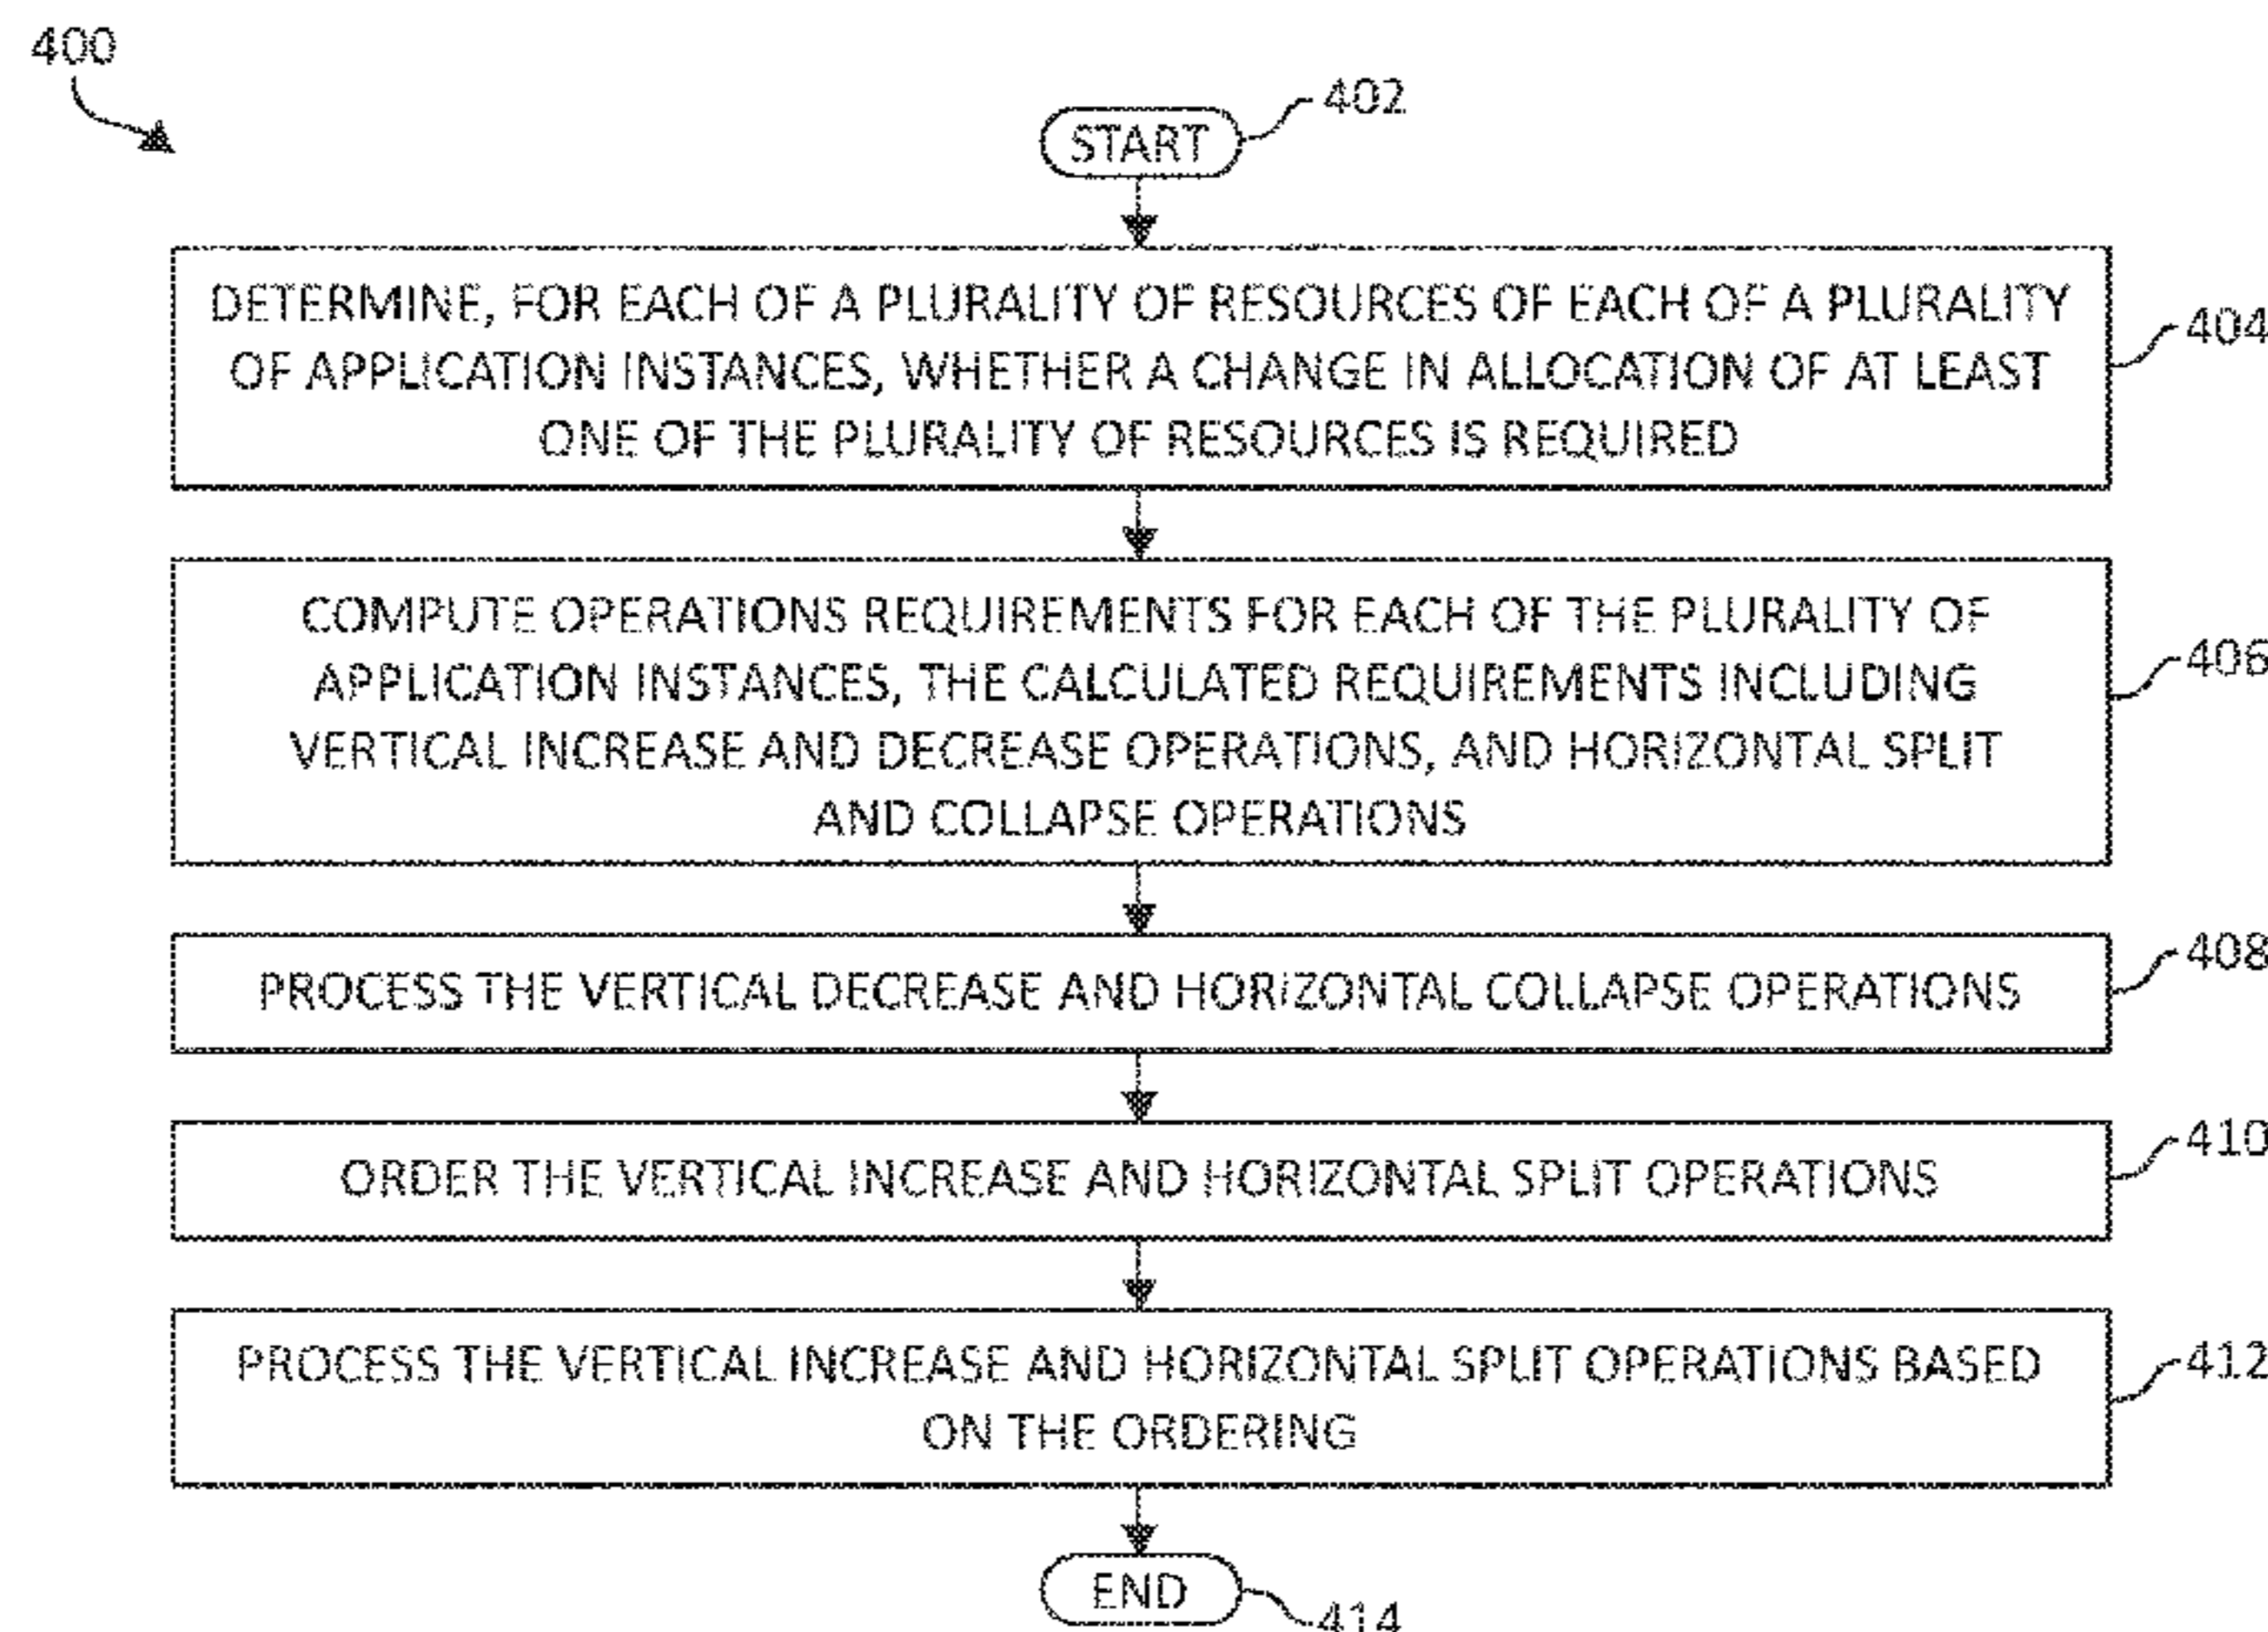 400
402
START
DETERMINE, FOR EACH OF A PLURALITY OF RESOURCES OF EACH OF A PLURALITY
OF APPLICATION INSTANCES, WHETHER A CHANGE IN ALLOCATION OF AT LEAST
ONE OF THE PLURALITY OF RESOURCES IS REQUIRED
404
COMPUTE OPERATIONS REQUIREMENTS FOR EACH OF THE PLURALITY OF
APPLICATION INSTANCES, THE CALCULATED REQUIREMENTS INCLUDING
VERTICAL INCREASE AND DECREASE OPERATIONS, AND HORIZONTAL SPLIT
AND COLLAPSE OPERATIONS
406
PROCESS THE VERTICAL DECREASE AND HORIZONTAL COLLAPSE OPERATIONS
408
ORDER THE VERTICAL INCREASE AND HORIZONTAL SPLIT OPERATIONS
410
PROCESS THE VERTICAL INCREASE AND HORIZONTAL SPLIT OPERATIONS BASED
ON THE ORDERING
412
END
414